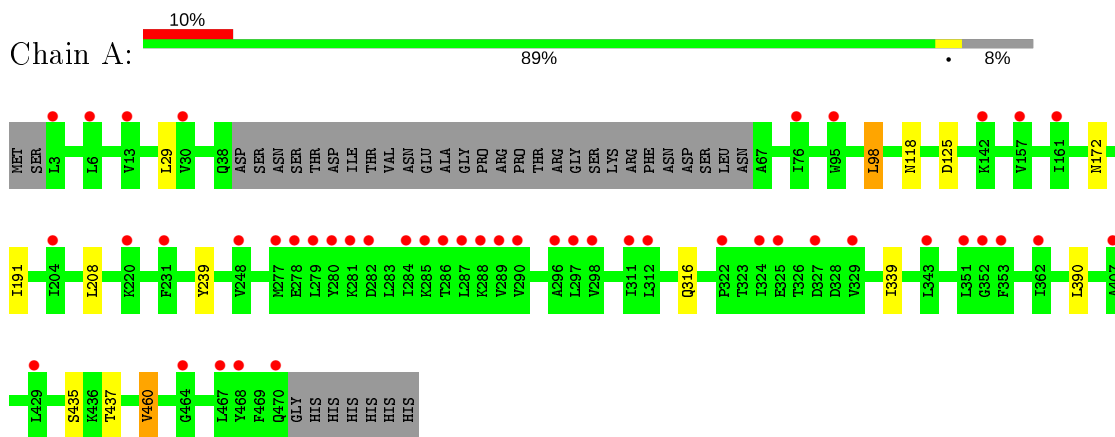 10%
Chain A:
89%
•
8%
MET SER L3 L6 V13 L29 V30 Q38 ASP SER ASN SER THR ASP ILE THR VAL ASN GLU ALA GLY PRO ARG PRO THR ARG GLY SER LYS ARG PHE ASN ASP SER LEU ASN A67 I76 W95 L98 N118 D125 K142 V157 I161 N172
I191 I204 L208 K220 F231 Y239 V248 M277 E278 L279 Y280 K281 D282 L283 I284 K285 T286 L287 K288 V289 V290 A296 L297 V298 I311 L312 Q316 P322 T323 I324 E325 T326 D327 D328 V329 I339 L343 L351 G352 F353 I362 L390 A407
L429 S435 K436 T437 V460 G464 L467 Y468 F469 Q470 GLY HIS HIS HIS HIS HIS HIS